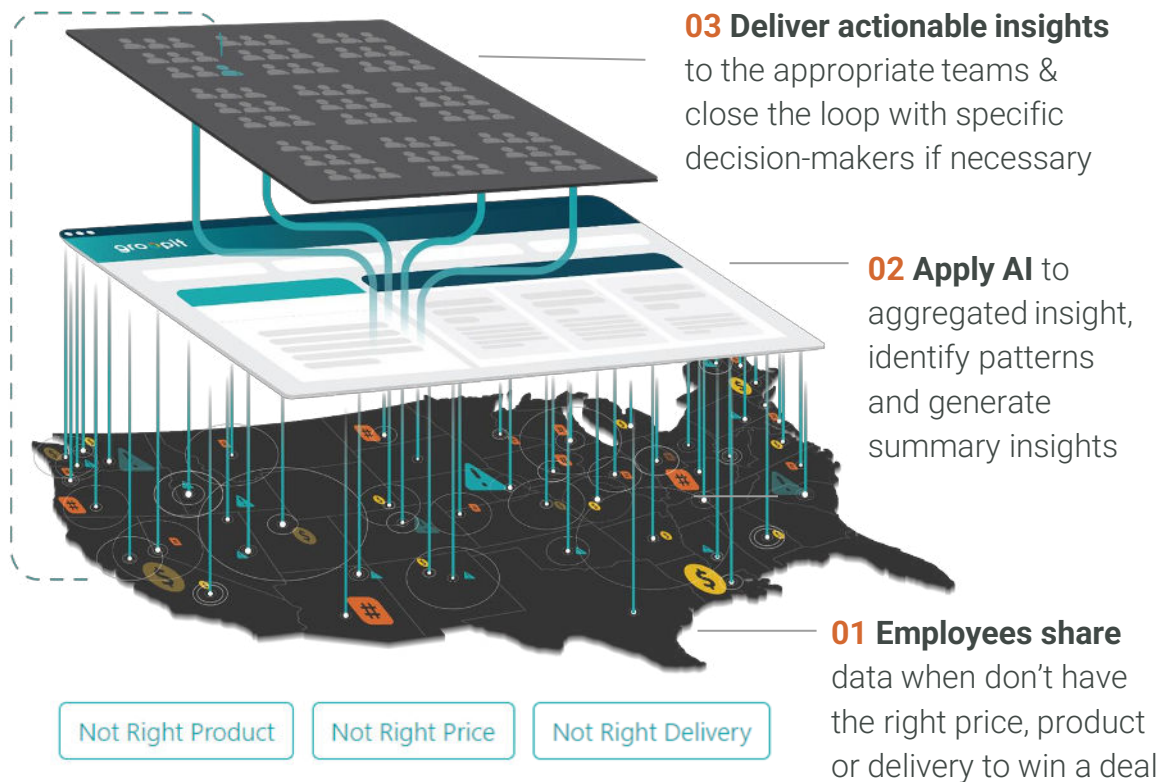 03 Deliver actionable insights
to the appropriate teams &
close the loop with specific
decision-makers if necessary
groopit
02 Apply AI to
aggregated insight,
identify patterns
and generate
summary insights
01 Employees share
data when don’t have
the right price, product
or delivery to win a deal
Not Right Product
Not Right Price
Not Right Delivery